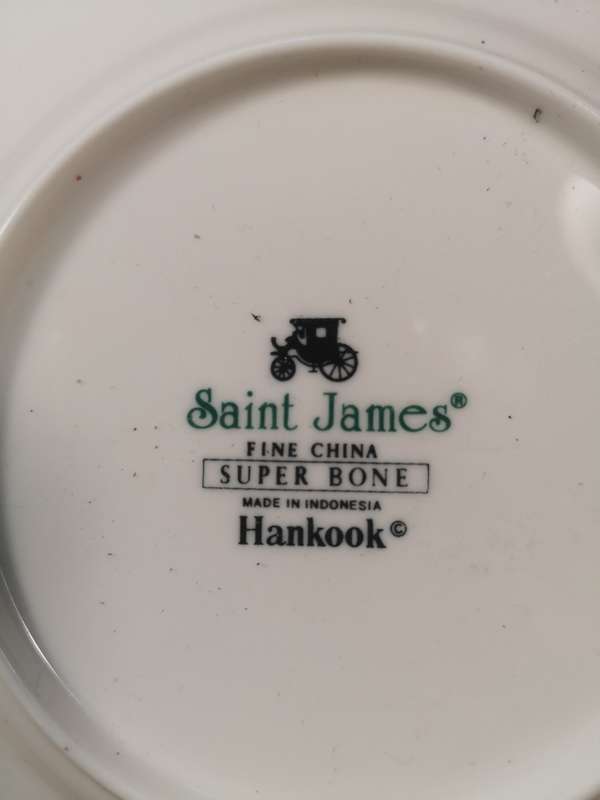 Saint James®
FINE CHINA
SUPER BONE
MADE IN INDONESIA
Hankook©